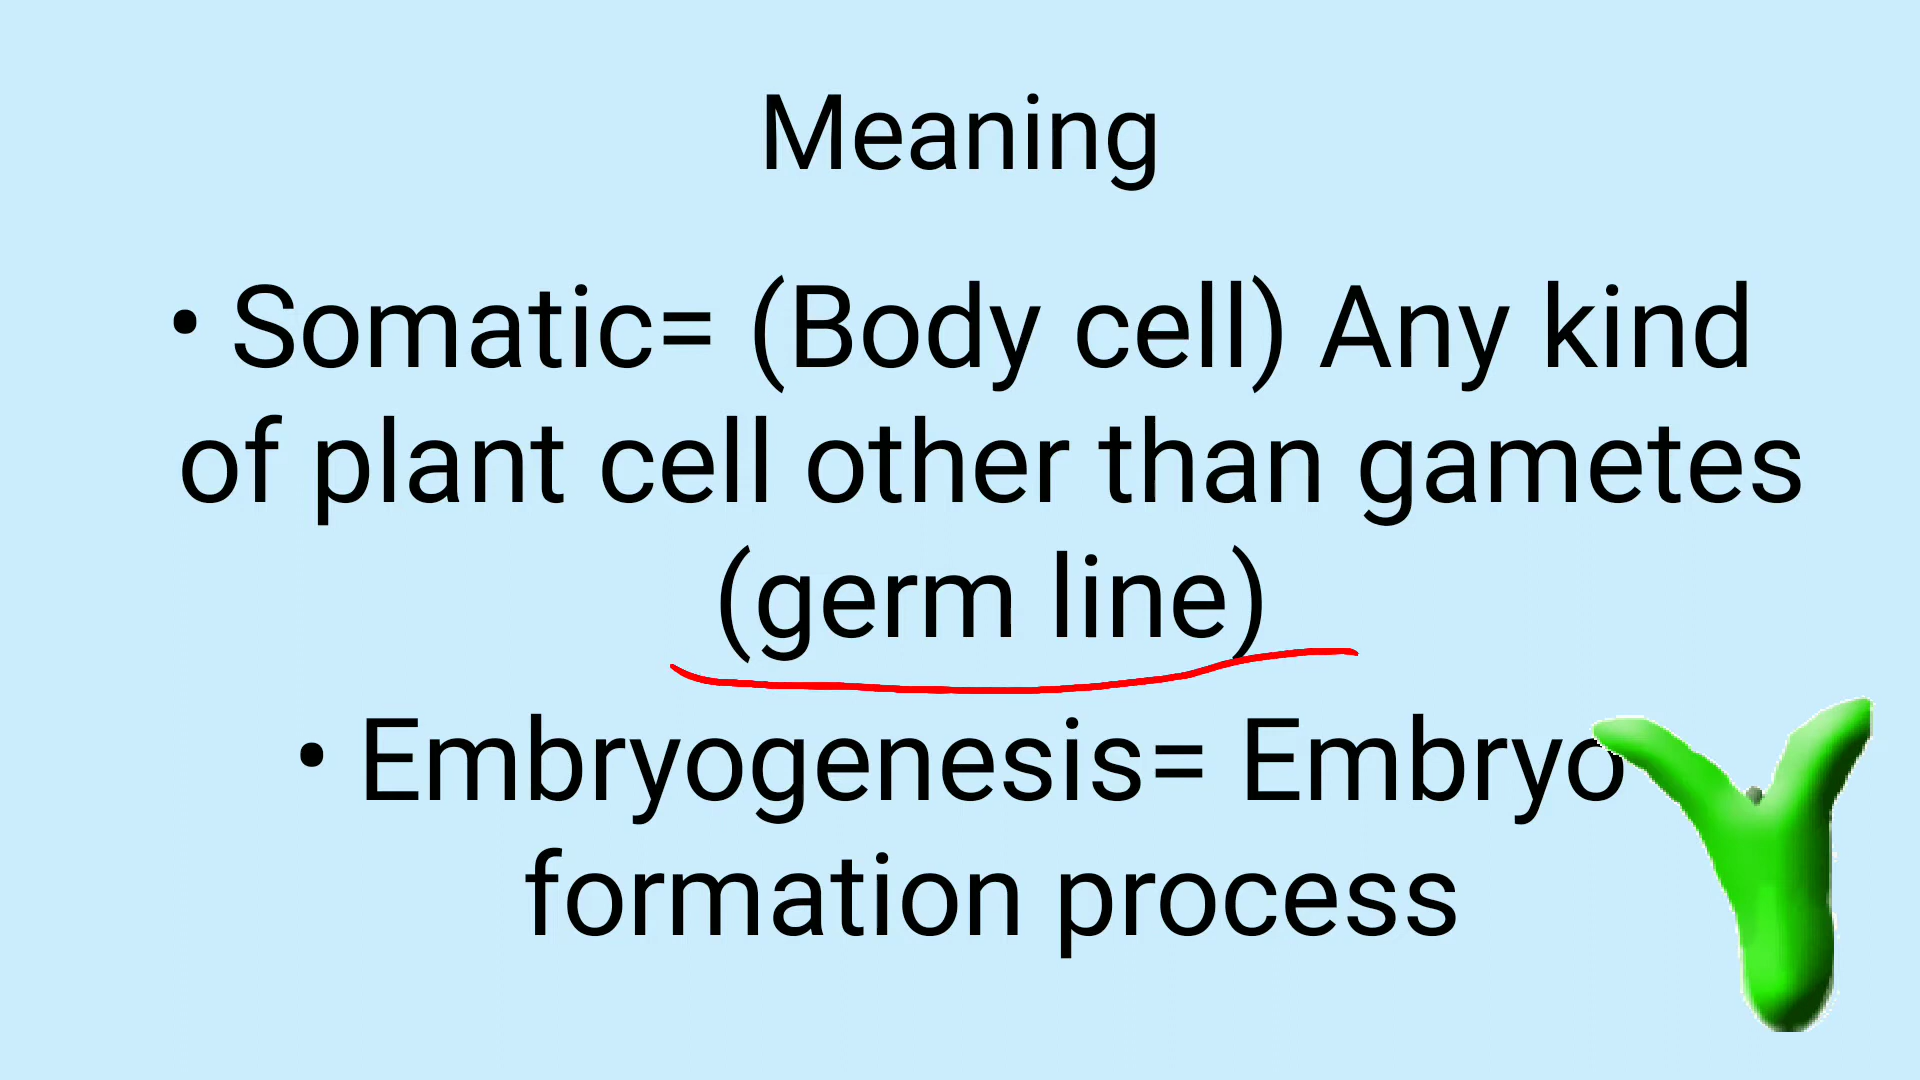 Meaning
• Somatic= (Body cell) Any kind
of plant cell other than gametes
(germ line)
• Embryogenesis= Embryo
formation process